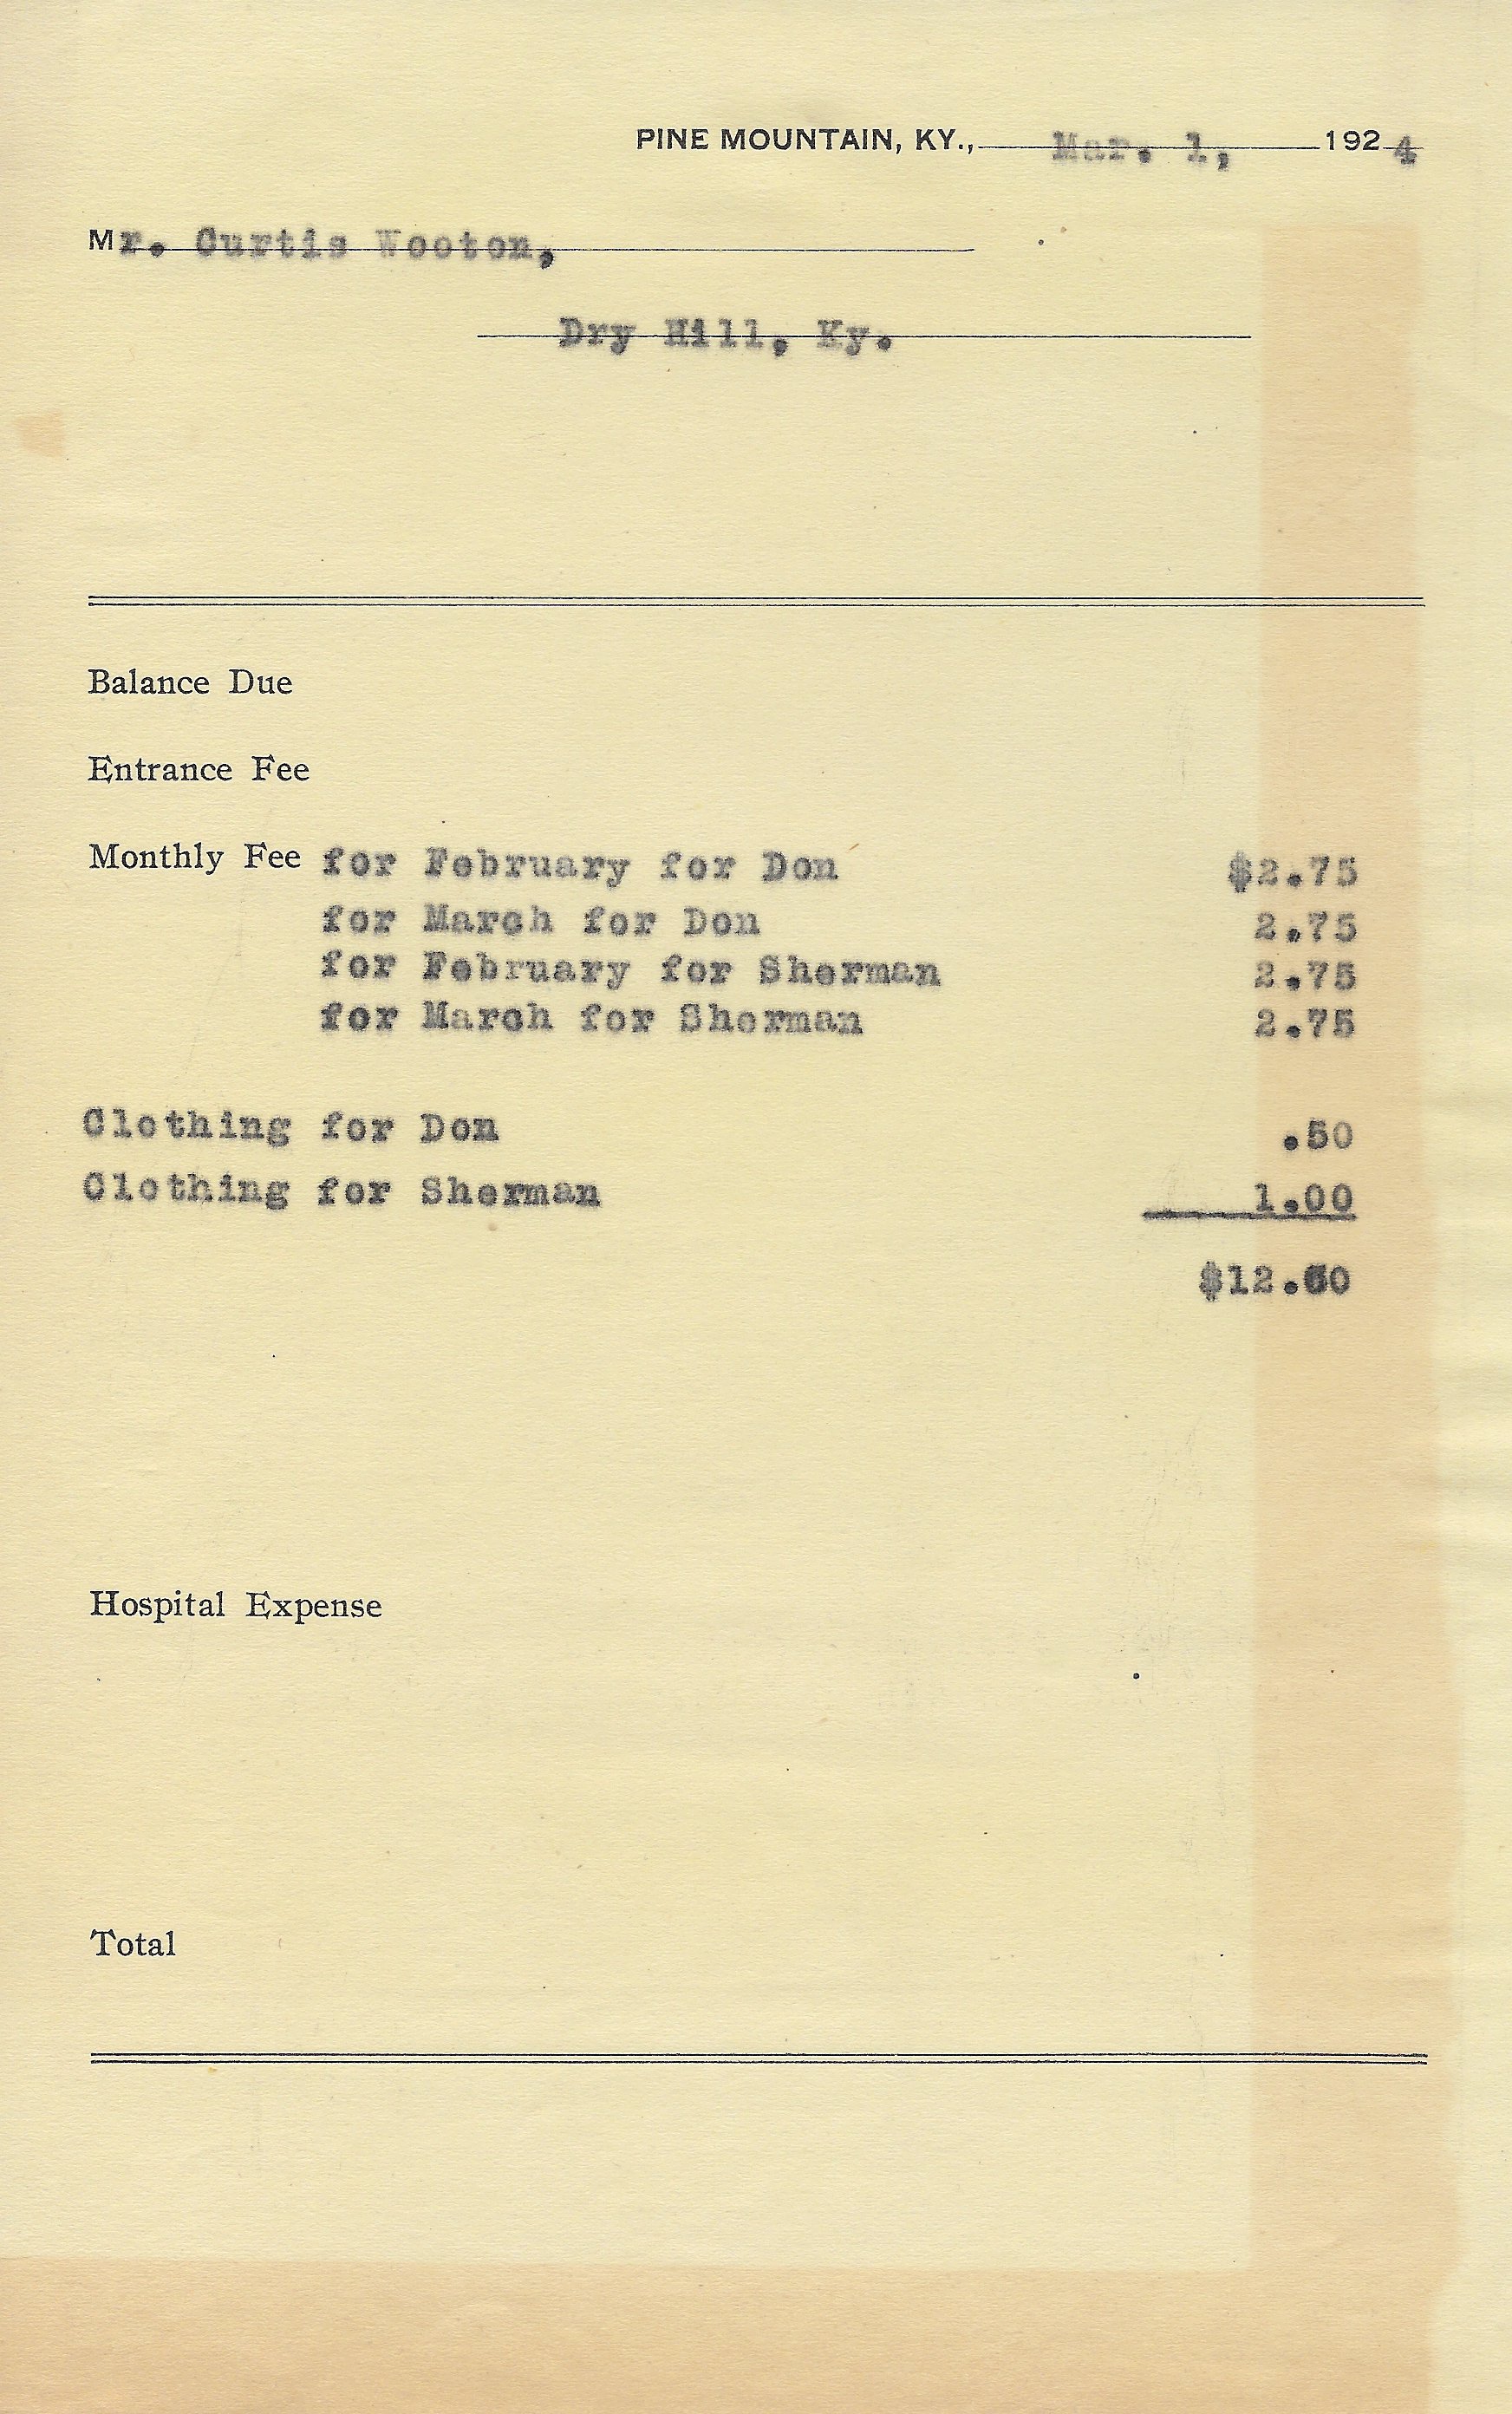 PINE MOUNTAIN, KY., Mar. 1, 1924
Mr. Curtis Wooton,
Dry Hill, Ky.
Balance Due
Entrance Fee
Monthly Fee for February for Don $2.75
for March for Don 2.75
for February for Sherman 2.75
for March for Sherman 2.75
Clothing for Don .50
Clothing for Sherman 1.00
Hospital Expense
Total